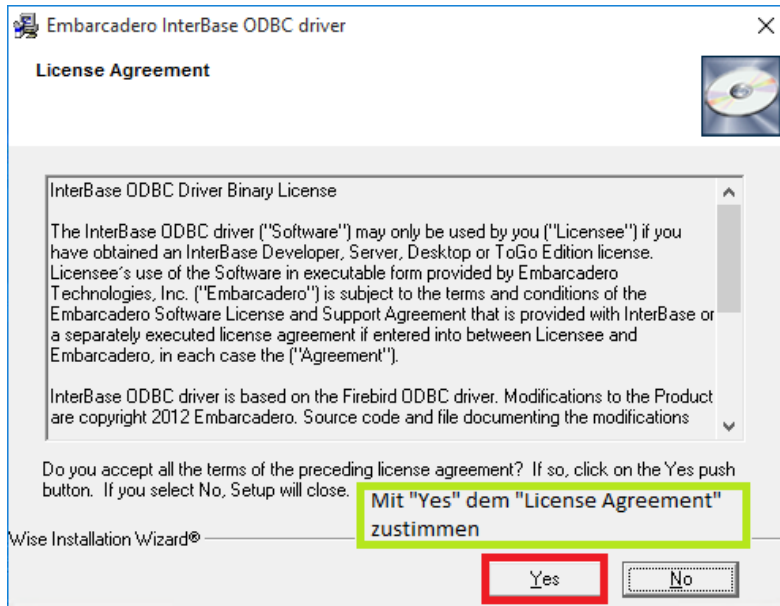 Embarcadero InterBase ODBC driver
License Agreement
InterBase ODBC Driver Binary License
The InterBase ODBC driver ("Software") may only be used by you ("Licensee") if you
have obtained an InterBase Developer, Server, Desktop or ToGo Edition license.
Licensee's use of the Software in executable form provided by Embarcadero
Technologies, Inc. ("Embarcadero") is subject to the terms and conditions of the
Embarcadero Software License and Support Agreement that is provided with InterBase or
a separately executed license agreement if entered into between Licensee and
Embarcadero, in each case the ("Agreement").
InterBase ODBC driver is based on the Firebird ODBC driver. Modifications to the Product
are copyright 2012 Embarcadero. Source code and file documenting the modifications
Do you accept all the terms of the preceding license agreement? If so, click on the Yes push
button. If you select No, Setup will close.
Mit "Yes" dem "License Agreement"
zustimmen
Wise Installation Wizard®
Yes
No